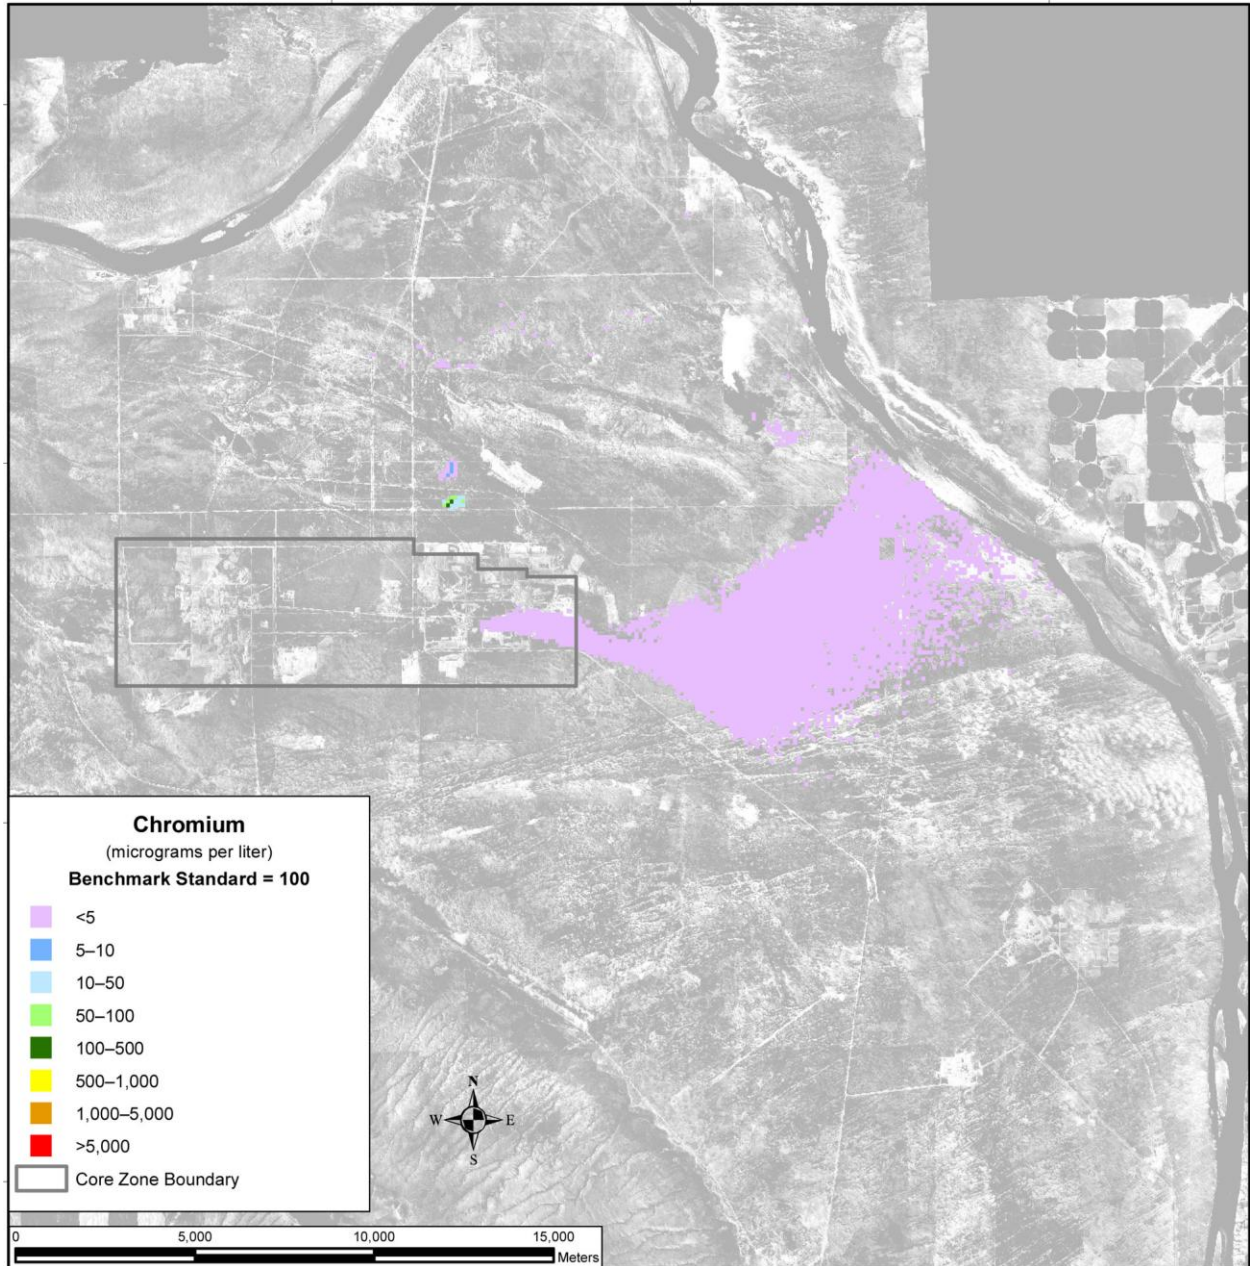 Chromium
(micrograms per liter)
Benchmark Standard = 100
<5
5–10
10–50
50–100
100–500
500–1,000
1,000–5,000
>5,000
Core Zone Boundary
N
W E
S
0 5,000 10,000 15,000
Meters